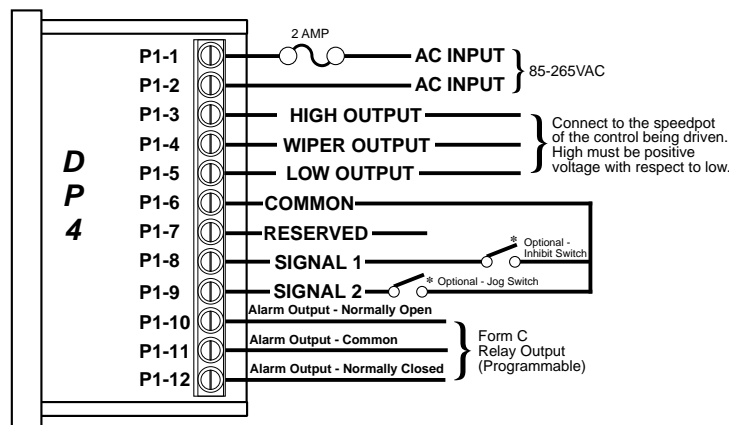 2 AMP
P1-1 AC INPUT
P1-2 AC INPUT
85-265VAC
P1-3 HIGH OUTPUT
P1-4 WIPER OUTPUT
P1-5 LOW OUTPUT
Connect to the speedpot
of the control being driven.
High must be positive
voltage with respect to low.
D
P
4
P1-6 COMMON
P1-7 RESERVED
P1-8 SIGNAL 1
* Optional -
Inhibit Switch
P1-9 SIGNAL 2
* Optional - Jog Switch
P1-10 Alarm Output - Normally Open
P1-11 Alarm Output - Common
P1-12 Alarm Output - Normally Closed
Form C
Relay Output
(Programmable)